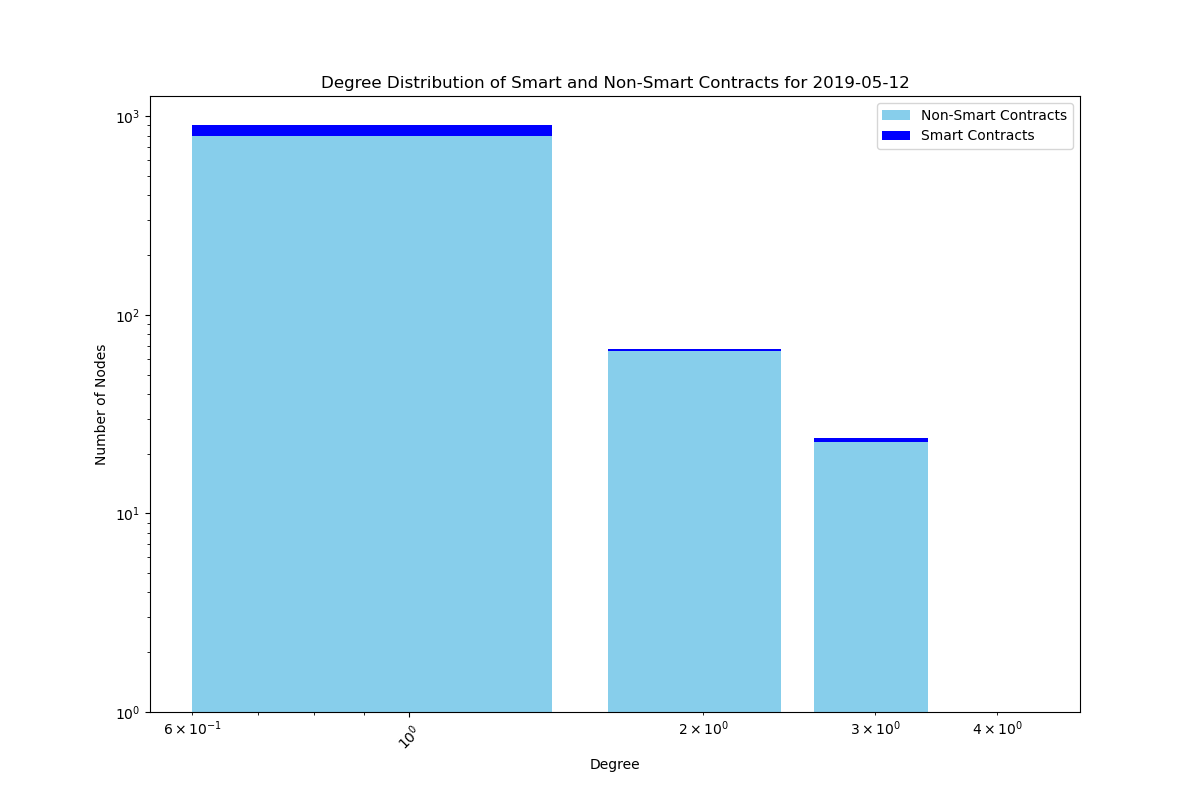 Degree Distribution of Smart and Non-Smart Contracts for 2019-05-12
Non-Smart Contracts
Smart Contracts
Number of Nodes
10³
10²
10¹
10⁰
6 × 10⁻¹
10⁰
2 × 10⁰
3 × 10⁰
4 × 10⁰
Degree